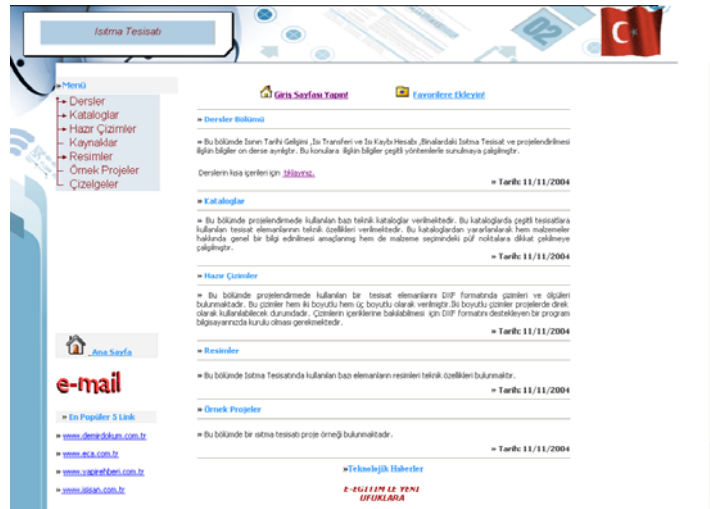 Isıtma Tesisatı
02
»Menü
Dersler
Kataloglar
Hazır Çizimler
Kaynaklar
Resimler
Örnek Projeler
Çizelgeler
Ana Sayfa
e-mail
» En Popüler 5 Link
» www.demirdokum.com.tr
» www.eca.com.tr
» www.yapirehberi.com.tr
» www.isisan.com.tr
Giriş Sayfası Yapın!
Favorilere Ekleyin!
» Dersler Bölümü
» Bu bölümde Isının Tarihi Gelişimi ,Isı Transferi ve Isı Kaybı Hesabı ,Binalardaki Isıtma Tesisat ve projelendirilmesi
ilişkin bilgiler on derse ayrılıştır. Bu konulara ilişkin bilgiler çeşitli yöntemlerle sunulmaya çalışılmıştır.
Derslerin kısa içerileri için tıklayınız.
» Tarih: 11/11/2004
» Kataloglar
» Bu bölümde projelendirmede kullanılan bazı teknik kataloglar verilmektedir. Bu kataloglarda çeşitli tesisatlara
kullanılan tesisat elemanlarının teknik özellikleri verilmektedir. Bu kataloglardan yararlanılarak hem malzemeler
hakkında genel bir bilgi edinilmesi amaçlanmış hem de malzeme seçimindeki püf noktalara dikkat çekilmeye
çalışılmıştır.
» Tarih: 11/11/2004
» Hazır Çizimler
» Bu bölümde projelendirmede kullanılan bir tesisat elemanlarını DXF formatında çizimleri ve ölçüleri
bulunmaktadır. Bu çizimler hem iki boyutlu hem üç boyutlu olarak verilmiştir.İki boyutlu çizimler projelerde direk
olarak kullanılabilecek durumdadır. Çizimlerin içeriklerine bakılabilmesi için DXF formatını destekleyen bir program
bilgisayarınızda kurulu olması gerekmektedir.
» Tarih: 11/11/2004
» Resimler
» Bu bölümde Isıtma Tesisatında kullanılan bazı elemanların resimleri teknik özellikleri bulunmaktır.
» Tarih: 11/11/2004
» Örnek Projeler
» Bu bölümde bir ısıtma tesisatı proje örneği bulunmaktadır.
» Tarih: 11/11/2004
»Teknolojik Haberler
E-EĞİTİM LE YENİ
UFUKLARA